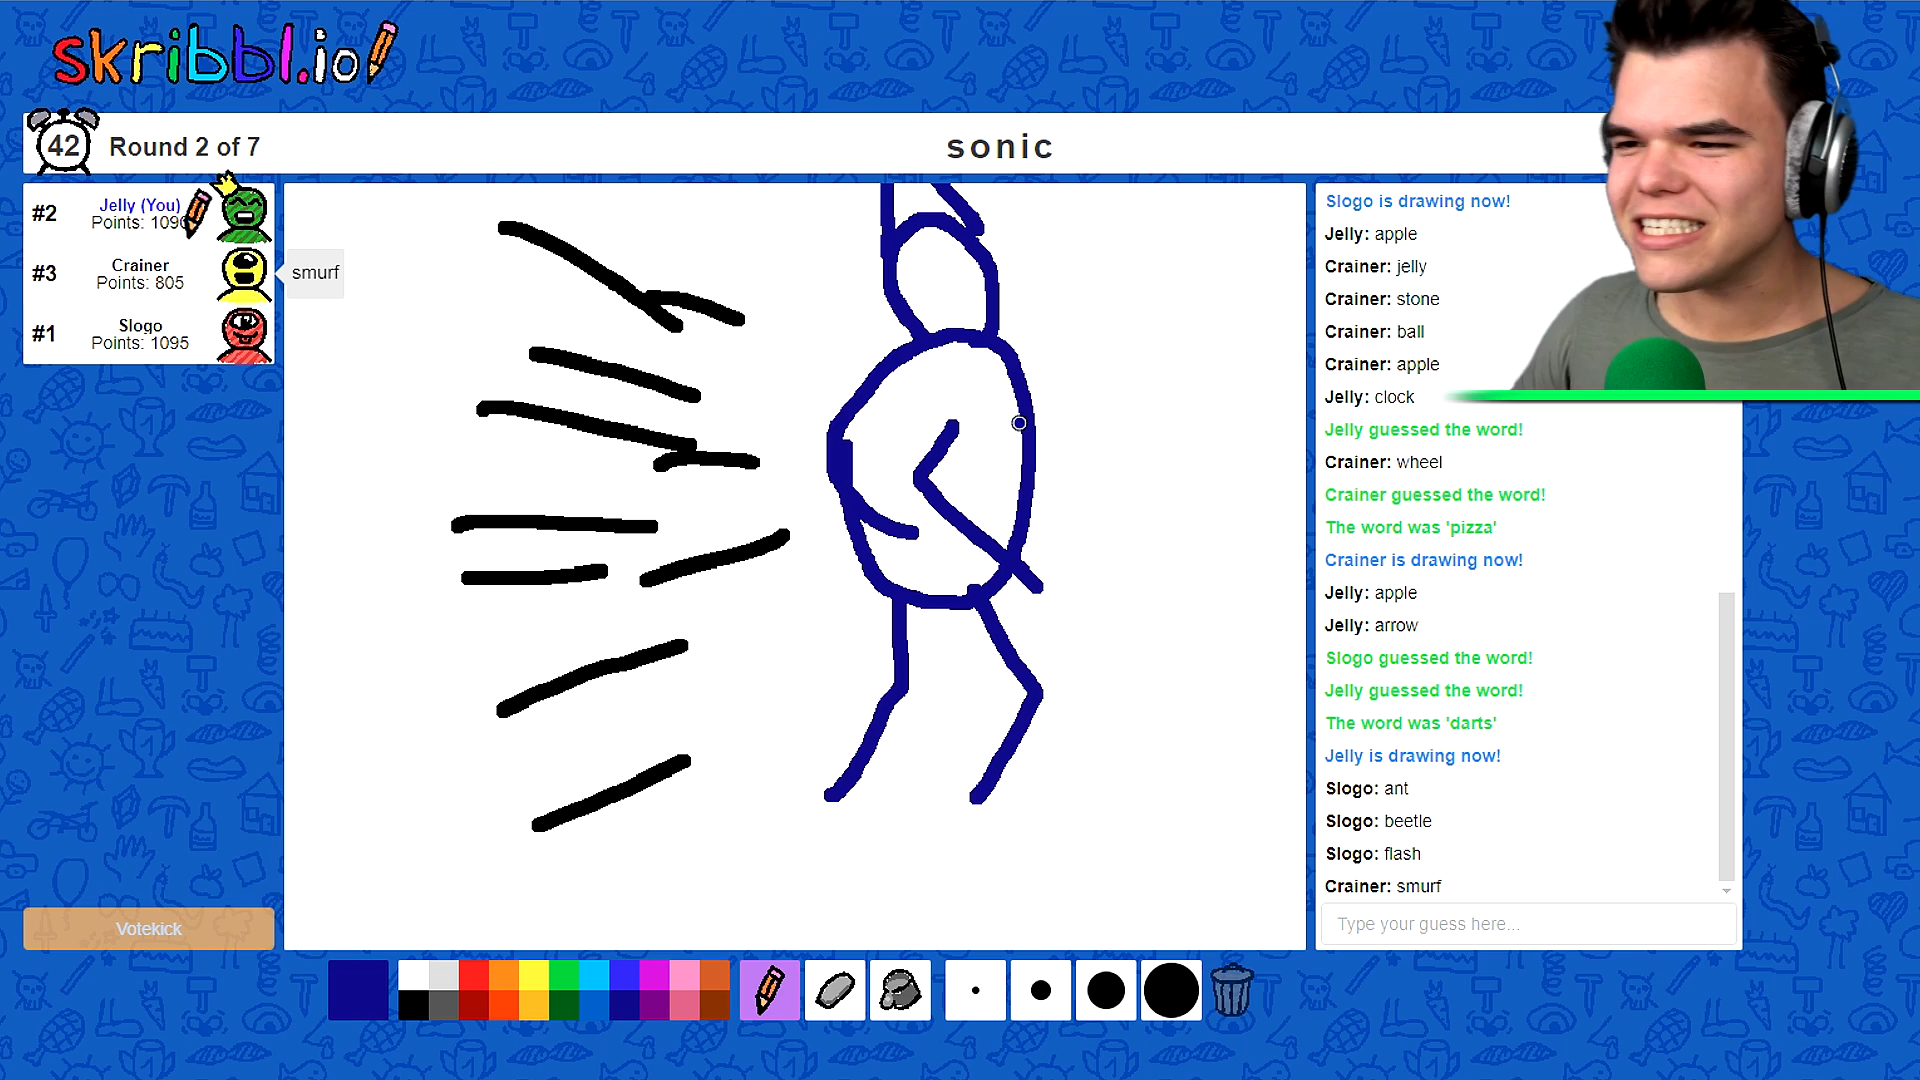 skribbl.io
42
Round 2 of 7
sonic
#2
Jelly (You)
Points: 1090
#3
Crainer
Points: 805
smurf
#1
Slogo
Points: 1095
Slogo is drawing now!
Jelly: apple
Crainer: jelly
Crainer: stone
Crainer: ball
Crainer: apple
Jelly: clock
Jelly guessed the word!
Crainer: wheel
Crainer guessed the word!
The word was 'pizza'
Crainer is drawing now!
Jelly: apple
Jelly: arrow
Slogo guessed the word!
Jelly guessed the word!
The word was 'darts'
Jelly is drawing now!
Slogo: ant
Slogo: beetle
Slogo: flash
Crainer: smurf
Type your guess here...
Votekick